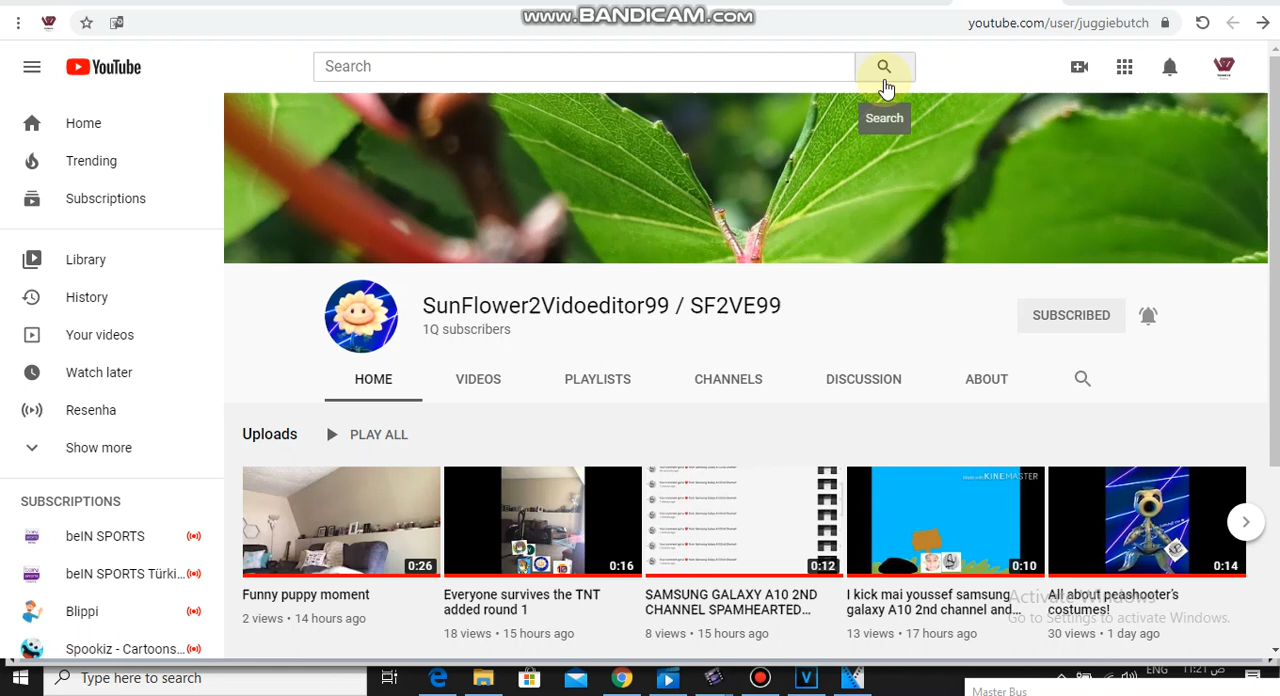 www.BANDICAM.com
youtube.com/user/juggiebutch
YouTube
Search
Search
Home
Trending
Subscriptions
Library
History
Your videos
Watch later
Resenha
Show more
SUBSCRIPTIONS
beIN SPORTS
beIN SPORTS Türki...
Blippi
Spookiz - Cartoons...
SunFlower2Vidoeditor99 / SF2VE99
1Q subscribers
SUBSCRIBED
HOME VIDEOS PLAYLISTS CHANNELS DISCUSSION ABOUT
Uploads PLAY ALL
0:26
Funny puppy moment
2 views • 14 hours ago
0:16
Everyone survives the TNT
added round 1
18 views • 15 hours ago
0:12
SAMSUNG GALAXY A10 2ND
CHANNEL SPAMHEARTED...
8 views • 15 hours ago
KINEMASTER
0:10
I kick mai youssef samsung
galaxy A10 2nd channel and...
13 views • 17 hours ago
0:14
All about peashooter's
costumes!
30 views • 1 day ago
Activate Windows
Go to Settings to activate Windows.
Type here to search
ENG
11:21 ص
Master Bus